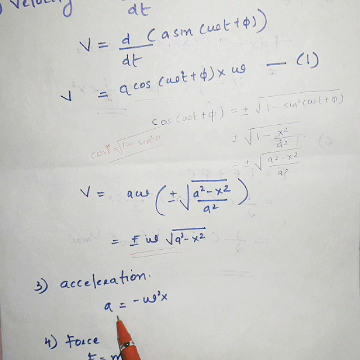 Velocity
dt
V = d/dt (a sin (ωt + φ))
V = a cos (ωt + φ) × ω — (1)
cos (ωt + φ) = ± √1 - sin² (ωt + φ)
± √1 - x²/a²
= ± √a² - x²/a²
V = aω (± √a² - x²/a²)
= ± ω √a² - x²
3) acceleration.
a = - ω²x
4) Force